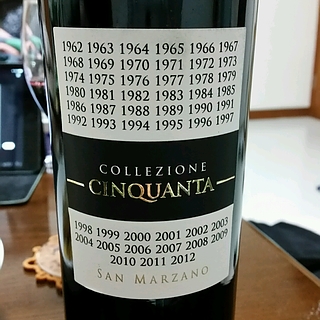 1962 1963 1964 1965 1966 1967
1968 1969 1970 1971 1972 1973
1974 1975 1976 1977 1978 1979
1980 1981 1982 1983 1984 1985
1986 1987 1988 1989 1990 1991
1992 1993 1994 1995 1996 1997
COLLEZIONE
CINQUANTA
1998 1999 2000 2001 2002 2003
2004 2005 2006 2007 2008 2009
2010 2011 2012
SAN MARZANO